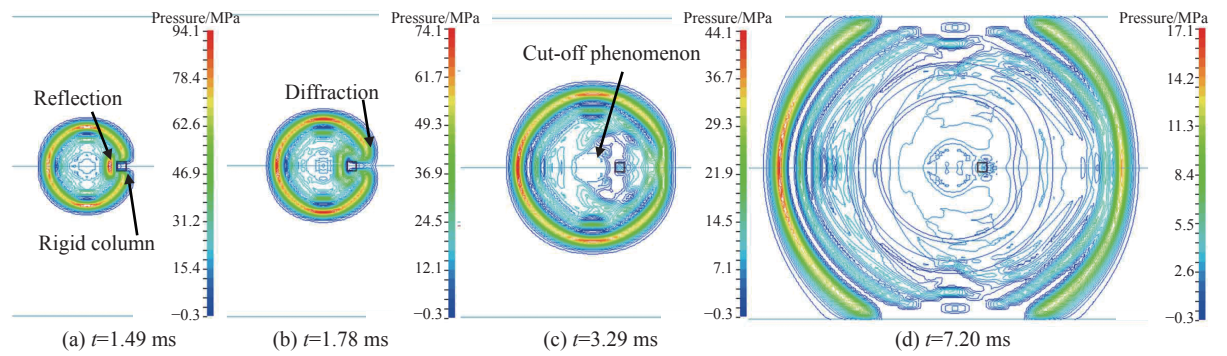 Pressure/MPa
94.1
78.4
62.6
46.9
31.2
15.4
−0.3
Reflection
Rigid column
(a) t=1.49 ms
Pressure/MPa
74.1
61.7
49.3
36.9
24.5
12.1
−0.3
Diffraction
(b) t=1.78 ms
Pressure/MPa
44.1
36.7
29.3
21.9
14.5
7.1
−0.3
Cut-off phenomenon
(c) t=3.29 ms
Pressure/MPa
17.1
14.2
11.3
8.4
5.5
2.6
−0.3
(d) t=7.20 ms